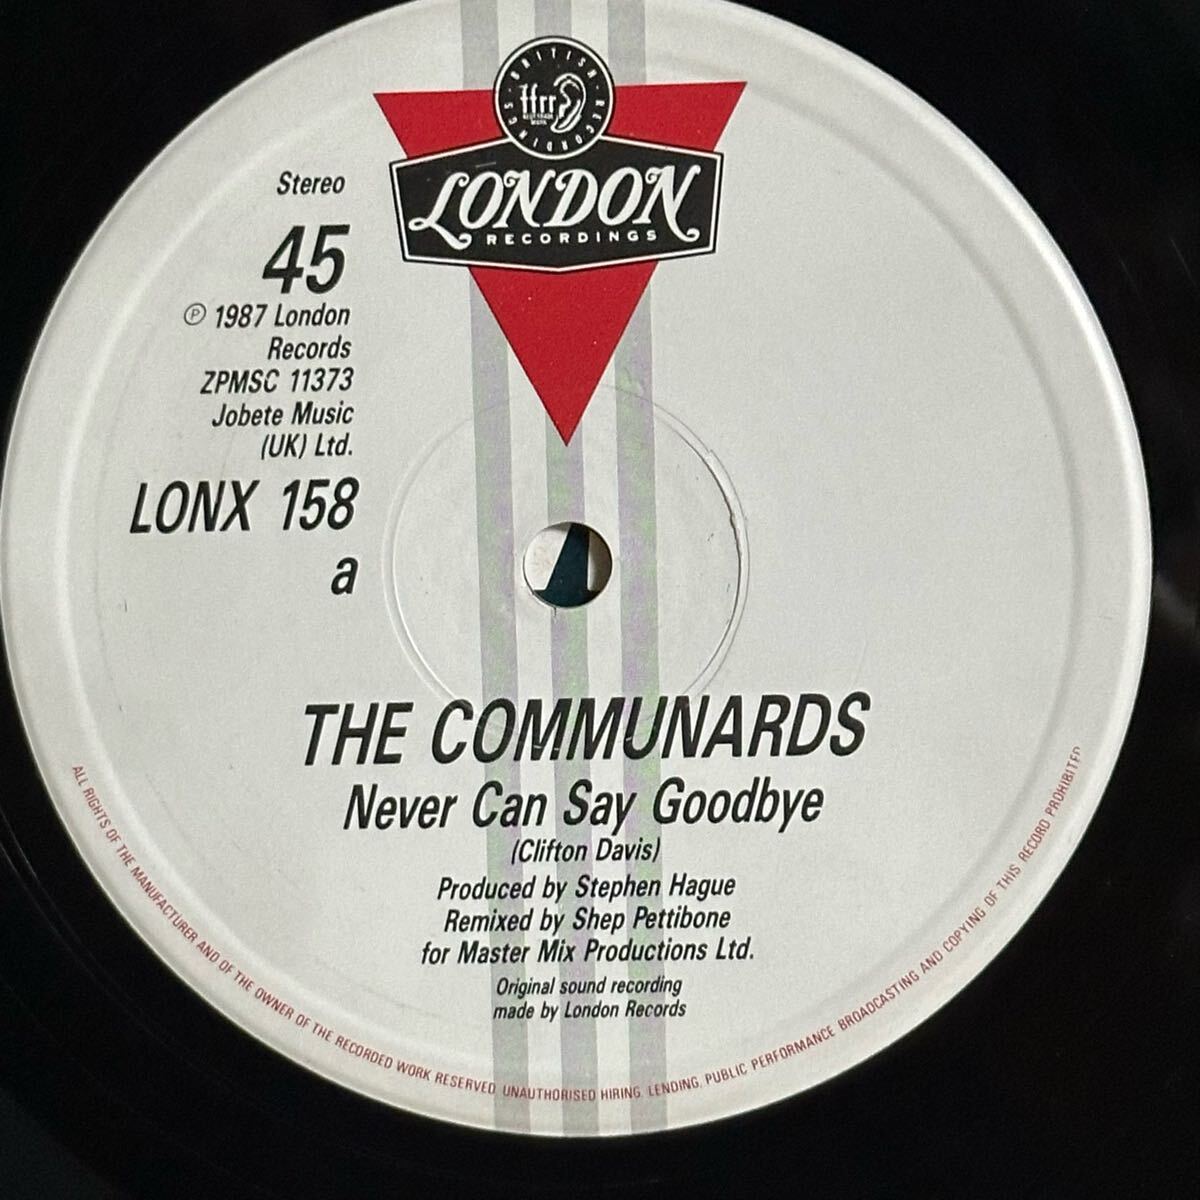 BRITISH · RECORDINGS ·
ffrr
LONDON
RECORDINGS
Stereo
45
℗ 1987 London
Records
ZPMSC 11373
Jobete Music
(UK) Ltd.
LONX 158
a
THE COMMUNARDS
Never Can Say Goodbye
(Clifton Davis)
Produced by Stephen Hague
Remixed by Shep Pettibone
for Master Mix Productions Ltd.
Original sound recording
made by London Records
ALL RIGHTS OF THE MANUFACTURER AND OF THE OWNER OF THE RECORDED WORK RESERVED. UNAUTHORISED HIRING, LENDING, PUBLIC PERFORMANCE BROADCASTING AND COPYING OF THIS RECORD PROHIBITED